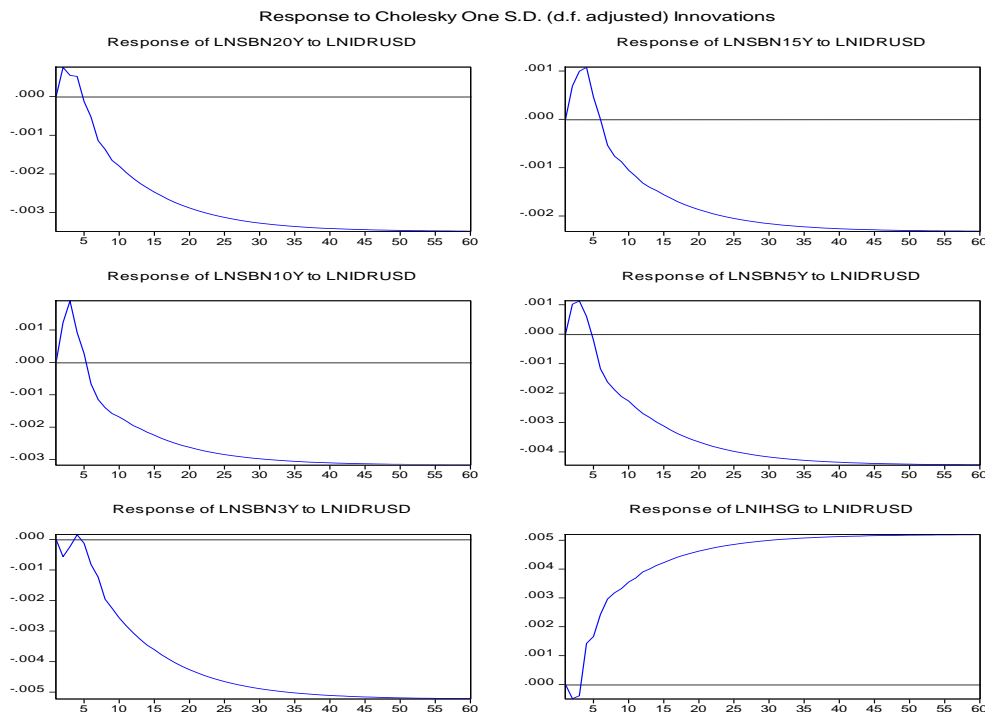 Response to Cholesky One S.D. (d.f. adjusted) Innovations
Response of LNSBN20Y to LNIDRUSD
.000
-.001
-.002
-.003
5 10 15 20 25 30 35 40 45 50 55 60
Response of LNSBN15Y to LNIDRUSD
.001
.000
-.001
-.002
5 10 15 20 25 30 35 40 45 50 55 60
Response of LNSBN10Y to LNIDRUSD
.001
.000
-.001
-.002
-.003
5 10 15 20 25 30 35 40 45 50 55 60
Response of LNSBN5Y to LNIDRUSD
.001
.000
-.001
-.002
-.003
-.004
5 10 15 20 25 30 35 40 45 50 55 60
Response of LNSBN3Y to LNIDRUSD
.000
-.001
-.002
-.003
-.004
-.005
5 10 15 20 25 30 35 40 45 50 55 60
Response of LNIHSG to LNIDRUSD
.005
.004
.003
.002
.001
.000
5 10 15 20 25 30 35 40 45 50 55 60